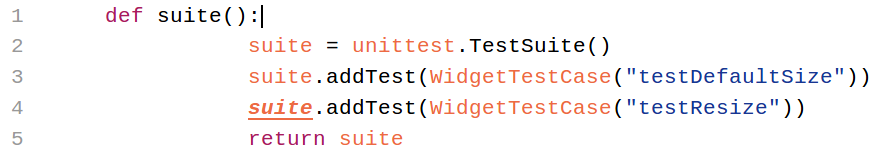 1 def suite():
2 suite = unittest.TestSuite()
3 suite.addTest(WidgetTestCase("testDefaultSize"))
4 suite.addTest(WidgetTestCase("testResize"))
5 return suite